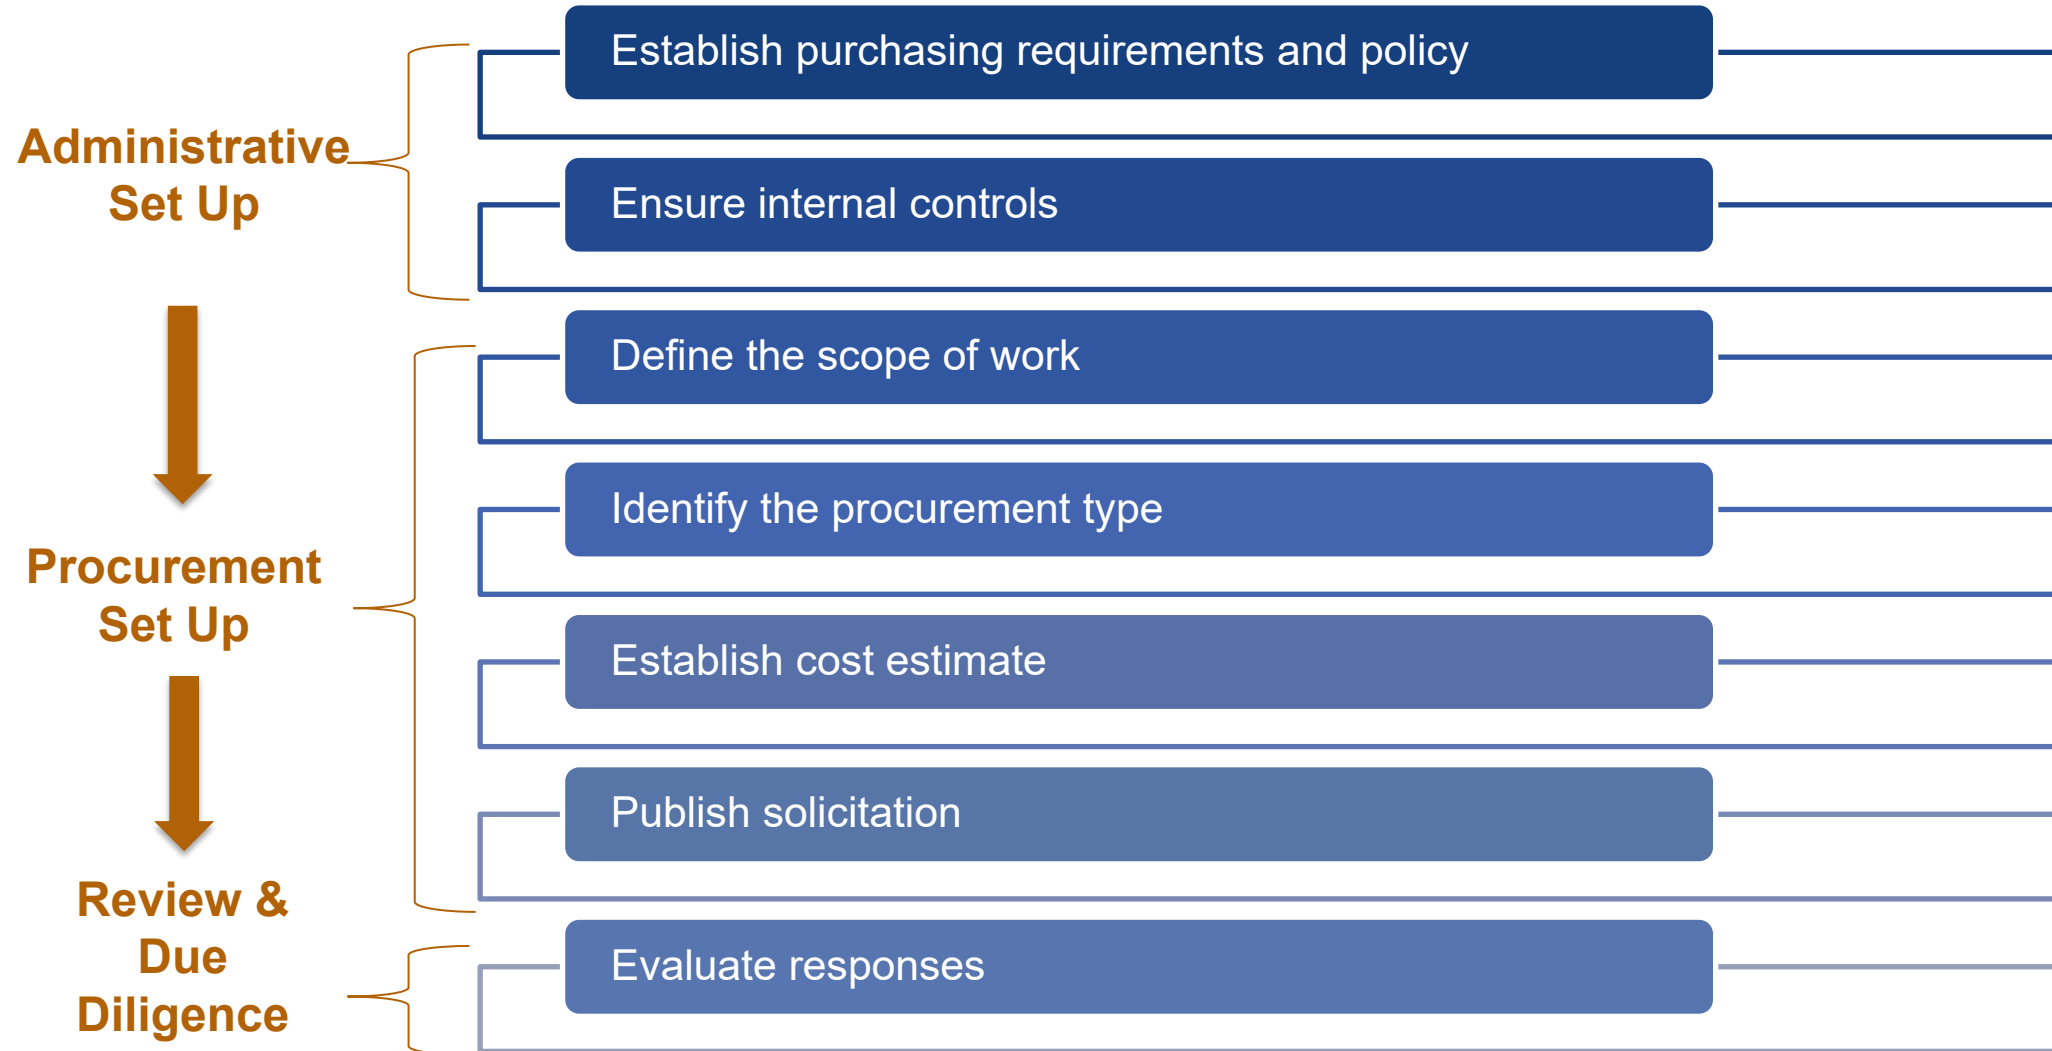 Establish purchasing requirements and policy
Administrative
Set Up
Ensure internal controls
Define the scope of work
Identify the procurement type
Procurement
Set Up
Establish cost estimate
Publish solicitation
Review &
Due
Diligence
Evaluate responses